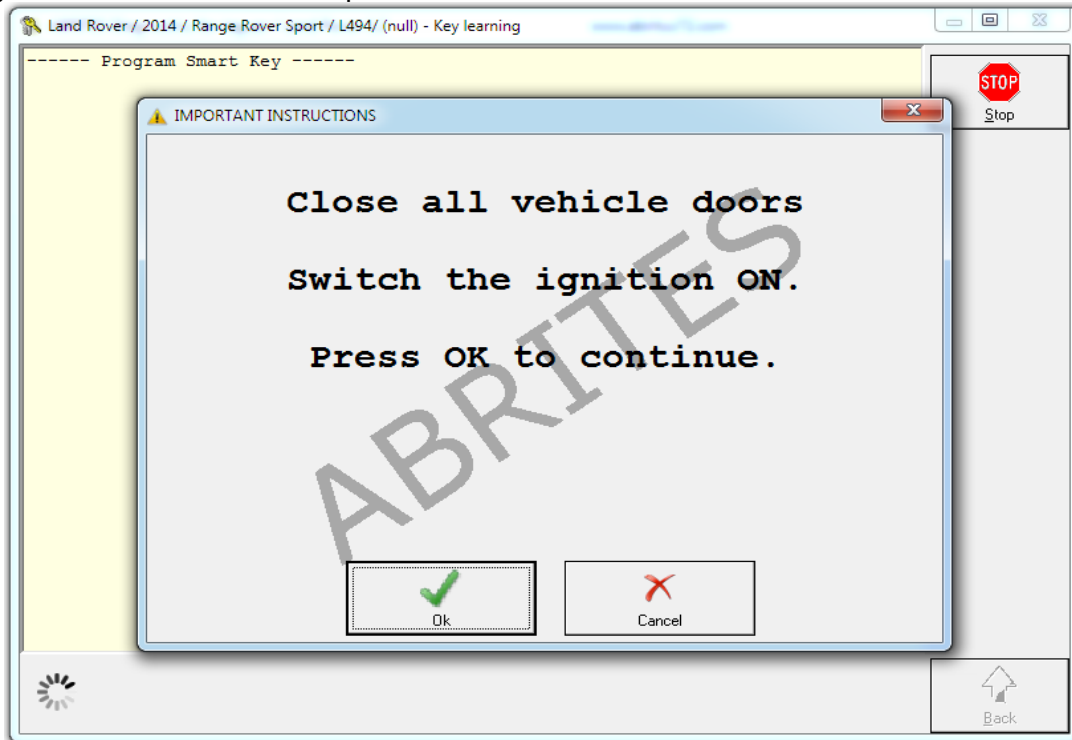 Land Rover / 2014 / Range Rover Sport / L494/ (null) - Key learning
------ Program Smart Key ------
STOP
Stop
IMPORTANT INSTRUCTIONS
Close all vehicle doors
Switch the ignition ON.
Press OK to continue.
ABRITES
Ok
Cancel
Back